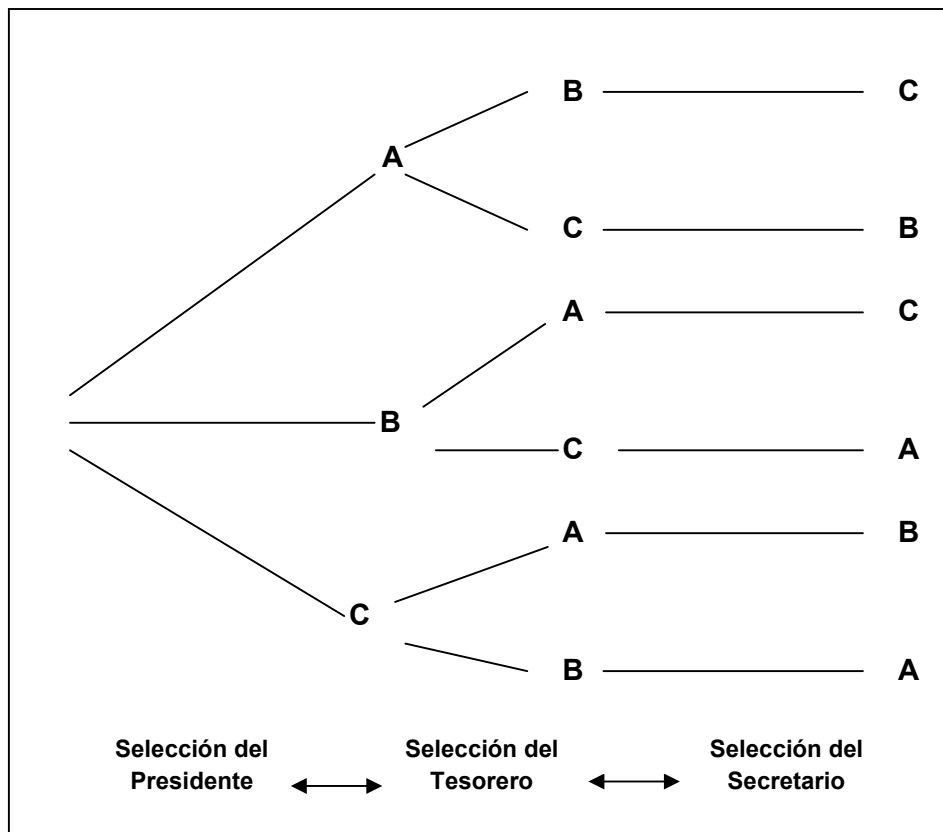 B C
A
C B
A C
B
C A
A B
C
B A
Selección del Selección del Selección del
Presidente Tesorero Secretario